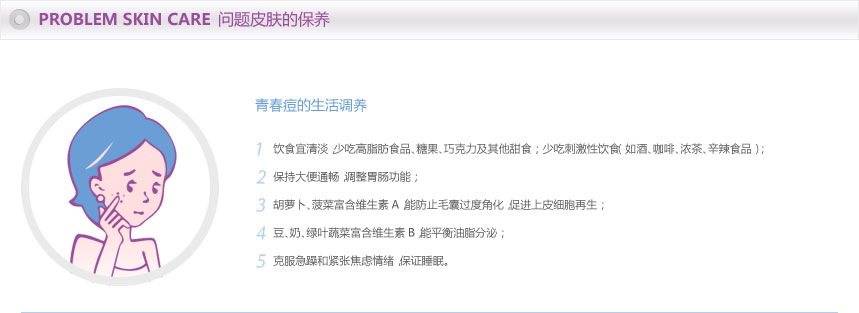 PROBLEM SKIN CARE 问题皮肤的保养
青春痘的生活调养
1 饮食宜清淡,少吃高脂肪食品、糖果、巧克力及其他甜食；少吃刺激性饮食(如酒、咖啡、浓茶、辛辣食品)；
2 保持大便通畅,调整胃肠功能；
3 胡萝卜、菠菜富含维生素 A ,能防止毛囊过度角化,促进上皮细胞再生；
4 豆、奶、绿叶蔬菜富含维生素 B ,能平衡油脂分泌；
5 克服急躁和紧张焦虑情绪,保证睡眠。